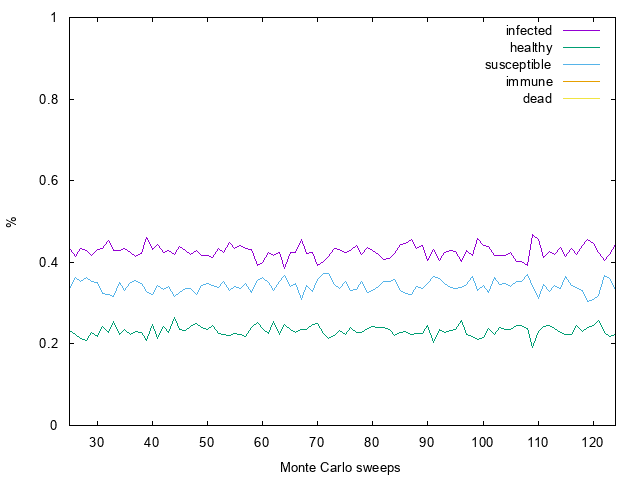 1
infected
healthy
susceptible
immune
dead
0.8
0.6
%
0.4
0.2
0
30 40 50 60 70 80 90 100 110 120
Monte Carlo sweeps